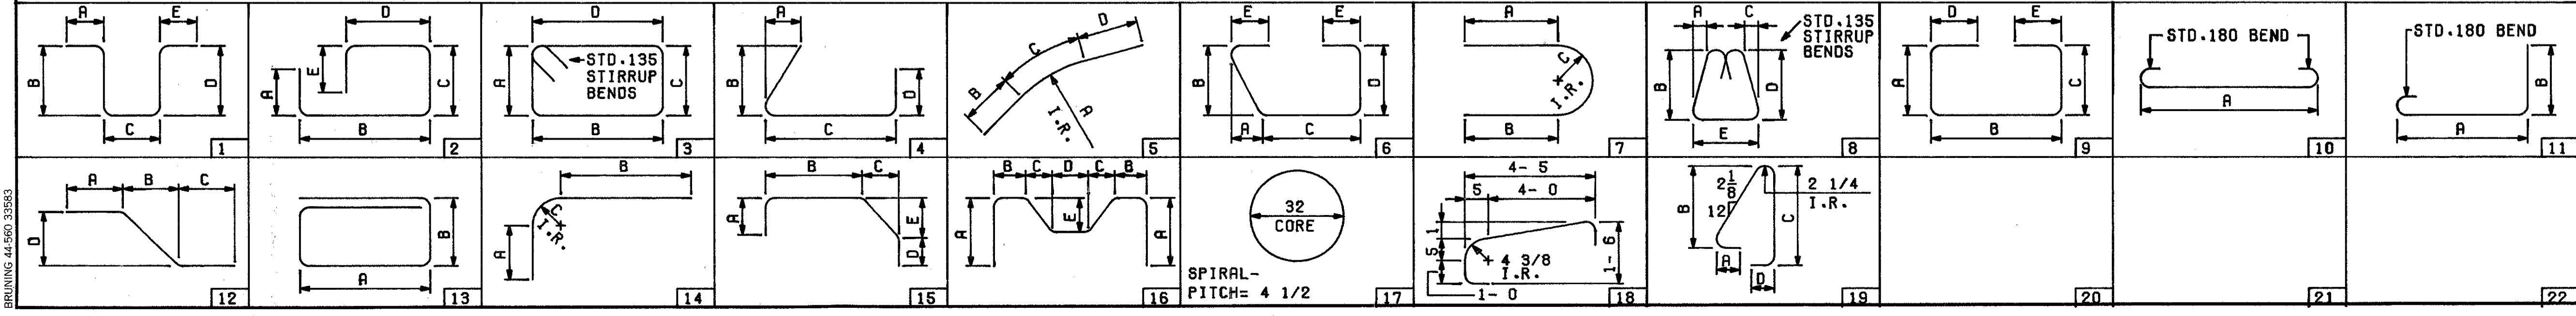 A E
B D
C
1
D
E C
A
B
2
D
A C
STD.135
STIRRUP
BENDS
B
3
A
B D
C
4
D
C
B
A
I.R.
5
E E
B D
A C
6
A
C
I.R.
B
7
A C
STD.135
STIRRUP
BENDS
B D
E
8
D E
A C
B
9
STD.180 BEND
A
10
STD.180 BEND
B
A
11
BRUNING 44-560 33583
A B C
D
12
B
A
13
B
C
I.R.
A
14
B C
A E
D
15
B C D C B
A E A
16
32
CORE
SPIRAL-
PITCH= 4 1/2
17
4- 5
5 4- 0
1
5
4 3/8
I.R.
1- 6
1- 0
18
2 1/8
12
2 1/4
I.R.
B C
A
D
19
20
21
22